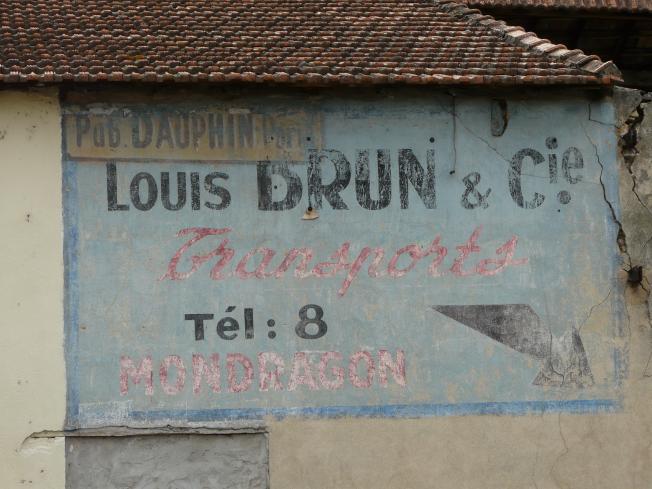 Pub DAUPHIN
LOUIS BRUN & Cie.
Transports
Tél : 8
MONDRAGON